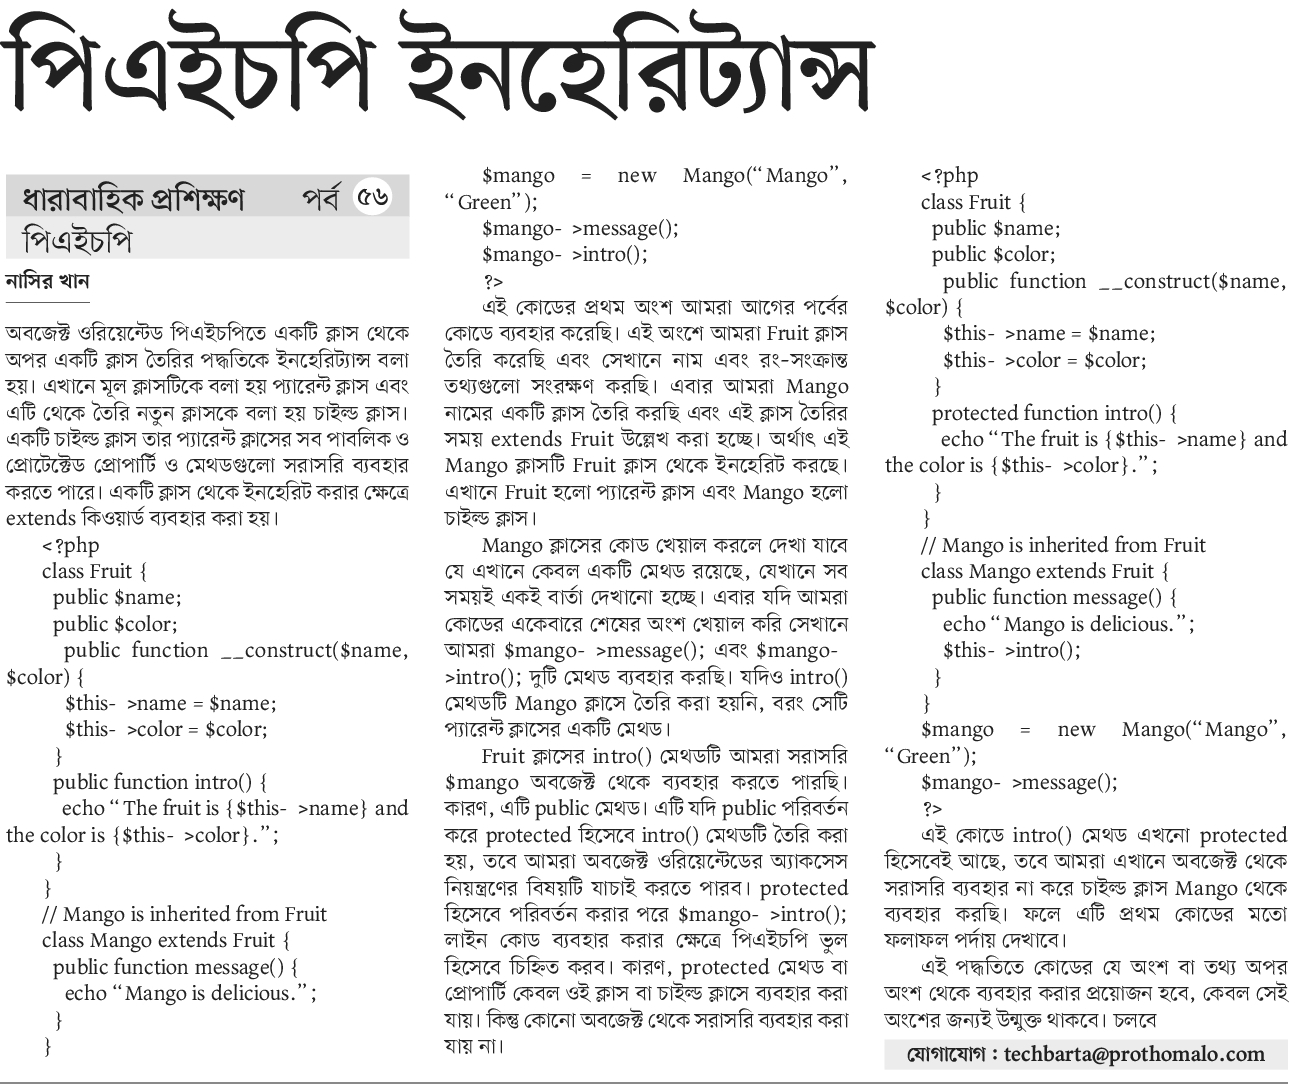 পিএইচপি ইনহেরিট্যান্স
ধারাবাহিক প্রশিক্ষণ পর্ব ৫৬
পিএইচপি
নাসির খান
অবজেক্ট ওরিয়েন্টেড পিএইচপিতে একটি ক্লাস থেকে
অপর একটি ক্লাস তৈরির পদ্ধতিকে ইনহেরিট্যান্স বলা
হয়। এখানে মূল ক্লাসটিকে বলা হয় প্যারেন্ট ক্লাস এবং
এটি থেকে তৈরি নতুন ক্লাসকে বলা হয় চাইল্ড ক্লাস।
একটি চাইল্ড ক্লাস তার প্যারেন্ট ক্লাসের সব পাবলিক ও
প্রোটেক্টেড প্রোপার্টি ও মেথডগুলো সরাসরি ব্যবহার
করতে পারে। একটি ক্লাস থেকে ইনহেরিট করার ক্ষেত্রে
extends কিওয়ার্ড ব্যবহার করা হয়।
<?php
class Fruit {
public $name;
public $color;
public function __construct($name,
$color) {
$this- >name = $name;
$this- >color = $color;
}
public function intro() {
echo “The fruit is {$this- >name} and
the color is {$this- >color}.”;
}
}
// Mango is inherited from Fruit
class Mango extends Fruit {
public function message() {
echo “Mango is delicious.”;
}
}
$mango = new Mango(“Mango”,
“Green”);
$mango- >message();
$mango- >intro();
?>
এই কোডের প্রথম অংশ আমরা আগের পর্বের
কোডে ব্যবহার করেছি। এই অংশে আমরা Fruit ক্লাস
তৈরি করেছি এবং সেখানে নাম এবং রং-সংক্রান্ত
তথ্যগুলো সংরক্ষণ করছি। এবার আমরা Mango
নামের একটি ক্লাস তৈরি করছি এবং এই ক্লাস তৈরির
সময় extends Fruit উল্লেখ করা হচ্ছে। অর্থাৎ এই
Mango ক্লাসটি Fruit ক্লাস থেকে ইনহেরিট করছে।
এখানে Fruit হলো প্যারেন্ট ক্লাস এবং Mango হলো
চাইল্ড ক্লাস।
Mango ক্লাসের কোড খেয়াল করলে দেখা যাবে
যে এখানে কেবল একটি মেথড রয়েছে, যেখানে সব
সময়ই একই বার্তা দেখানো হচ্ছে। এবার যদি আমরা
কোডের একেবারে শেষের অংশ খেয়াল করি সেখানে
আমরা $mango- >message(); এবং $mango-
>intro(); দুটি মেথড ব্যবহার করছি। যদিও intro()
মেথডটি Mango ক্লাসে তৈরি করা হয়নি, বরং সেটি
প্যারেন্ট ক্লাসের একটি মেথড।
Fruit ক্লাসের intro() মেথডটি আমরা সরাসরি
$mango অবজেক্ট থেকে ব্যবহার করতে পারছি।
কারণ, এটি public মেথড। এটি যদি public পরিবর্তন
করে protected হিসেবে intro() মেথডটি তৈরি করা
হয়, তবে আমরা অবজেক্ট ওরিয়েন্টেডের অ্যাকসেস
নিয়ন্ত্রণের বিষয়টি যাচাই করতে পারব। protected
হিসেবে পরিবর্তন করার পরে $mango- >intro();
লাইন কোড ব্যবহার করার ক্ষেত্রে পিএইচপি ভুল
হিসেবে চিহ্নিত করব। কারণ, protected মেথড বা
প্রোপার্টি কেবল ওই ক্লাস বা চাইল্ড ক্লাসে ব্যবহার করা
যায়। কিন্তু কোনো অবজেক্ট থেকে সরাসরি ব্যবহার করা
যায় না।
<?php
class Fruit {
public $name;
public $color;
public function __construct($name,
$color) {
$this- >name = $name;
$this- >color = $color;
}
protected function intro() {
echo “The fruit is {$this- >name} and
the color is {$this- >color}.”;
}
}
// Mango is inherited from Fruit
class Mango extends Fruit {
public function message() {
echo “Mango is delicious.”;
$this- >intro();
}
}
$mango = new Mango(“Mango”,
“Green”);
$mango- >message();
?>
এই কোডে intro() মেথড এখনো protected
হিসেবেই আছে, তবে আমরা এখানে অবজেক্ট থেকে
সরাসরি ব্যবহার না করে চাইল্ড ক্লাস Mango থেকে
ব্যবহার করছি। ফলে এটি প্রথম কোডের মতো
ফলাফল পর্দায় দেখাবে।
এই পদ্ধতিতে কোডের যে অংশ বা তথ্য অপর
অংশ থেকে ব্যবহার করার প্রয়োজন হবে, কেবল সেই
অংশের জন্যই উন্মুক্ত থাকবে। চলবে
যোগাযোগ : techbarta@prothomalo.com